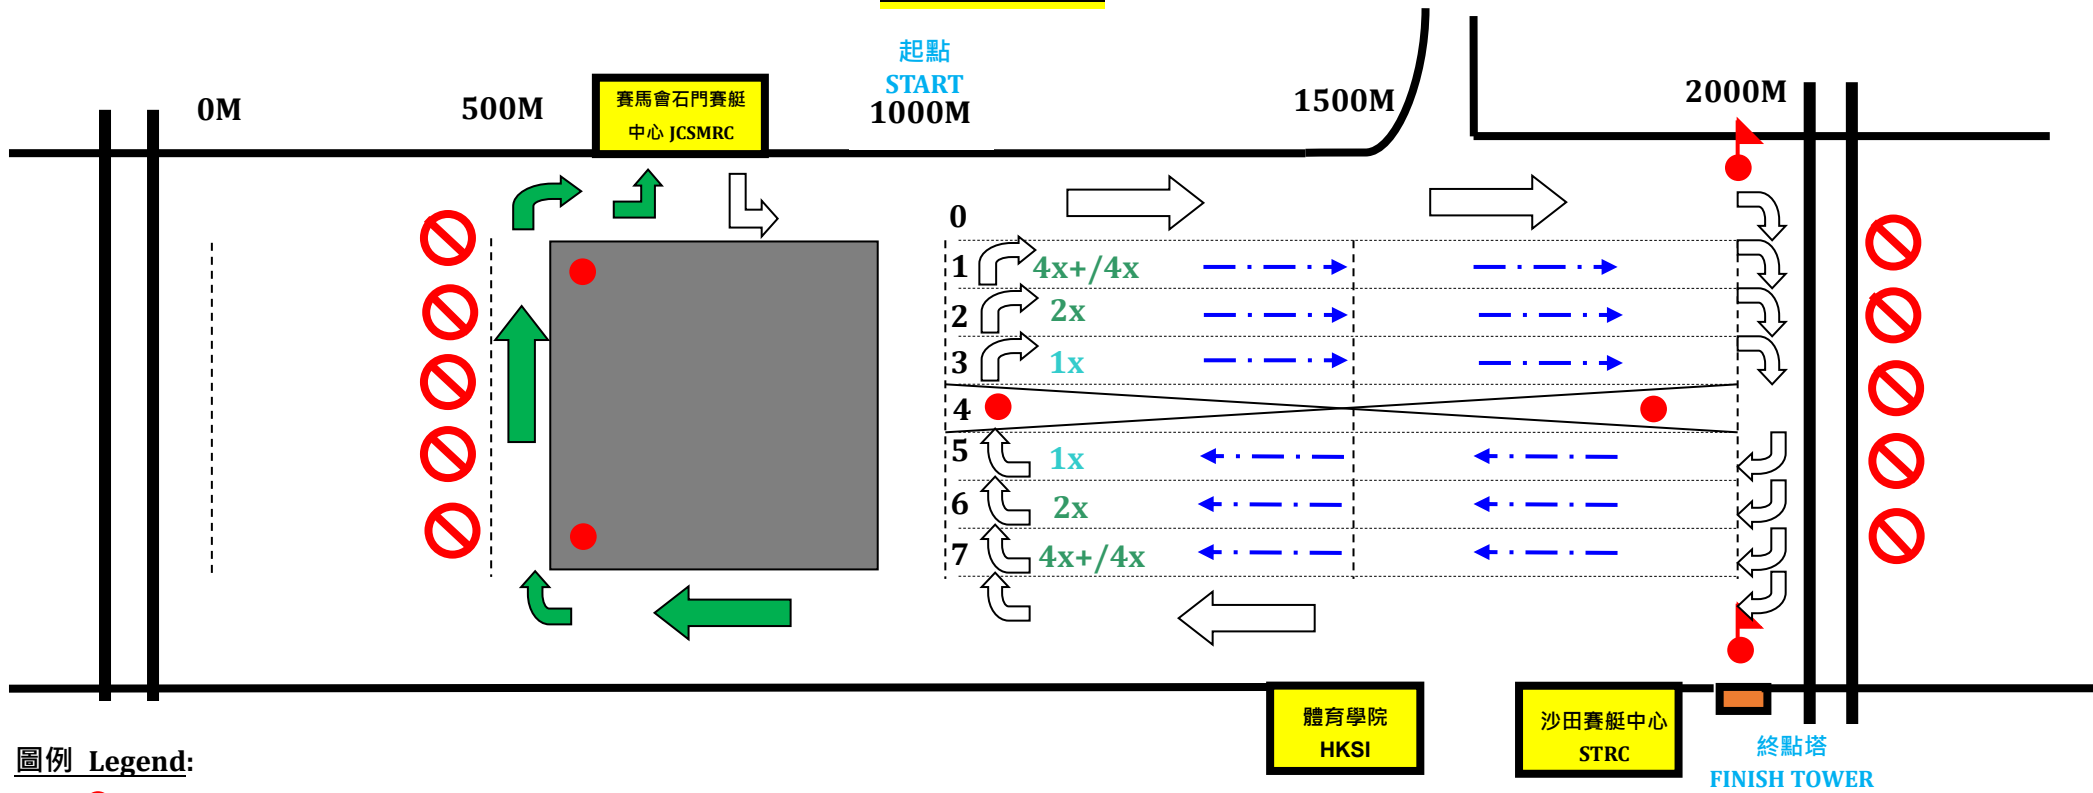 起點
START
0M
500M
賽馬會石門賽艇
中心 JCSMRC
1000M
1500M
2000M
0
1
4x+/4x
2
2x
3
1x
4
5
1x
6
2x
7
4x+/4x
體育學院
HKSI
沙田賽艇中心
STRC
終點塔
FINISH TOWER
圖例 Legend: